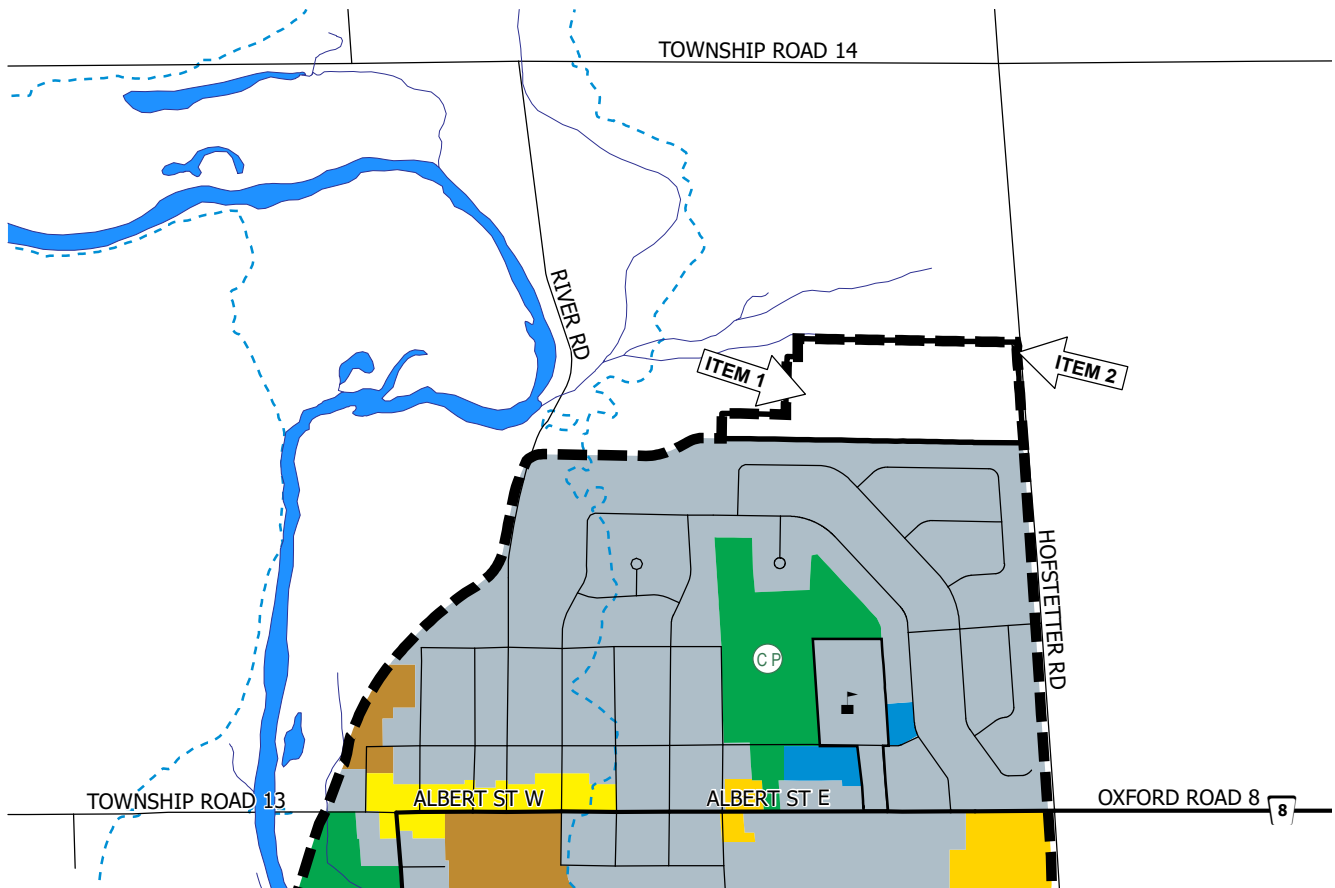 TOWNSHIP ROAD 14
RIVER RD
ITEM 1
ITEM 2
HOFSTETTER RD
C P
TOWNSHIP ROAD 13
ALBERT ST W
ALBERT ST E
OXFORD ROAD 8
8